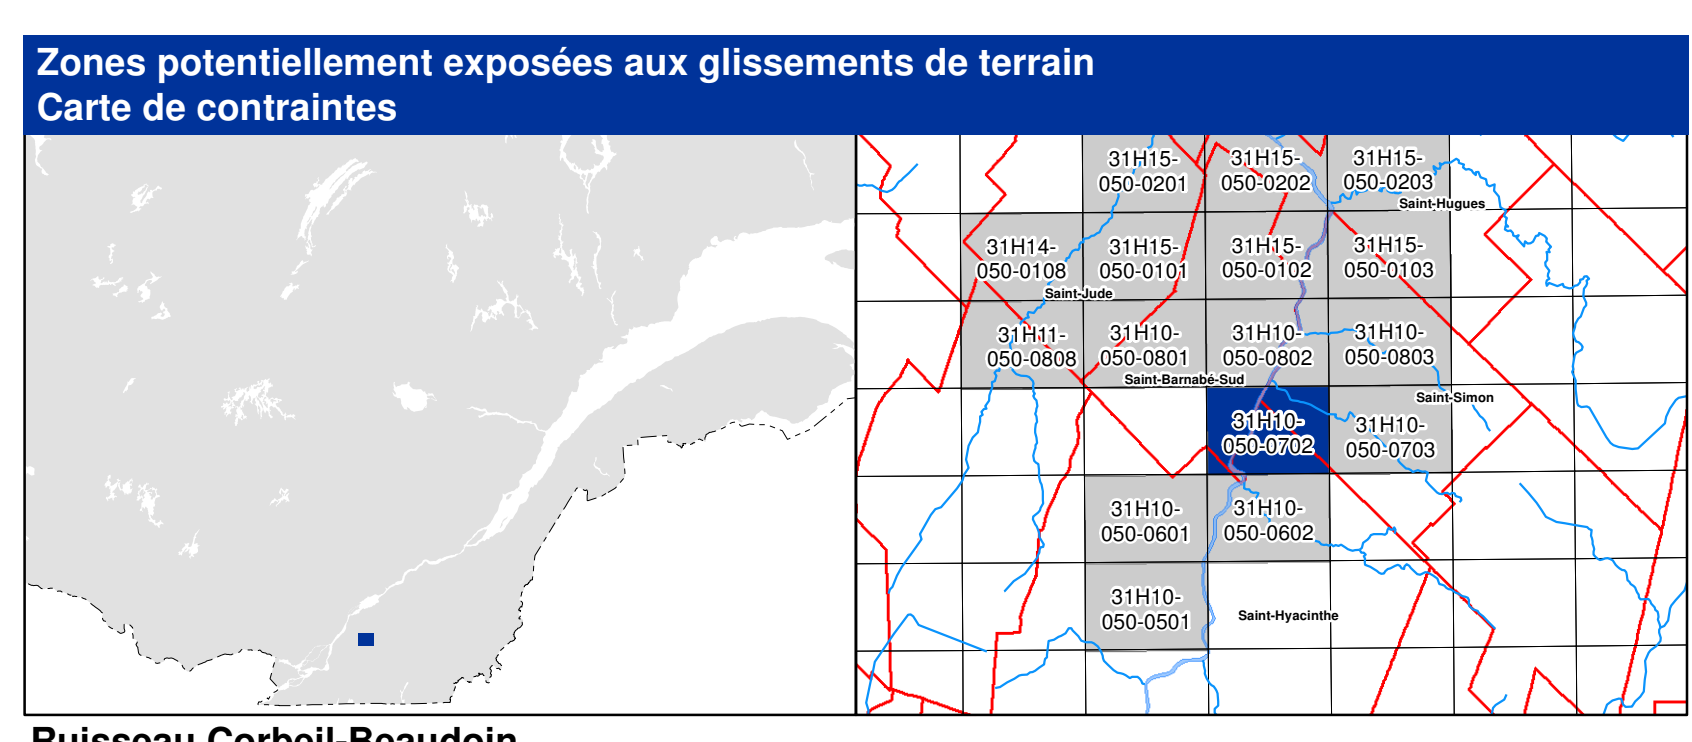 Zones potentiellement exposées aux glissements de terrain
Carte de contraintes
31H15-
050-0201
31H15-
050-0202
31H15-
050-0203
Saint-Hugues
31H14-
050-0108
31H15-
050-0101
31H15-
050-0102
31H15-
050-0103
Saint-Jude
31H11-
050-0808
31H10-
050-0801
31H10-
050-0802
31H10-
050-0803
Saint-Barnabé-Sud
Saint-Simon
31H10-
050-0702
31H10-
050-0703
31H10-
050-0601
31H10-
050-0602
31H10-
050-0501
Saint-Hyacinthe
Ruisseau Corbeil-Beaudoin